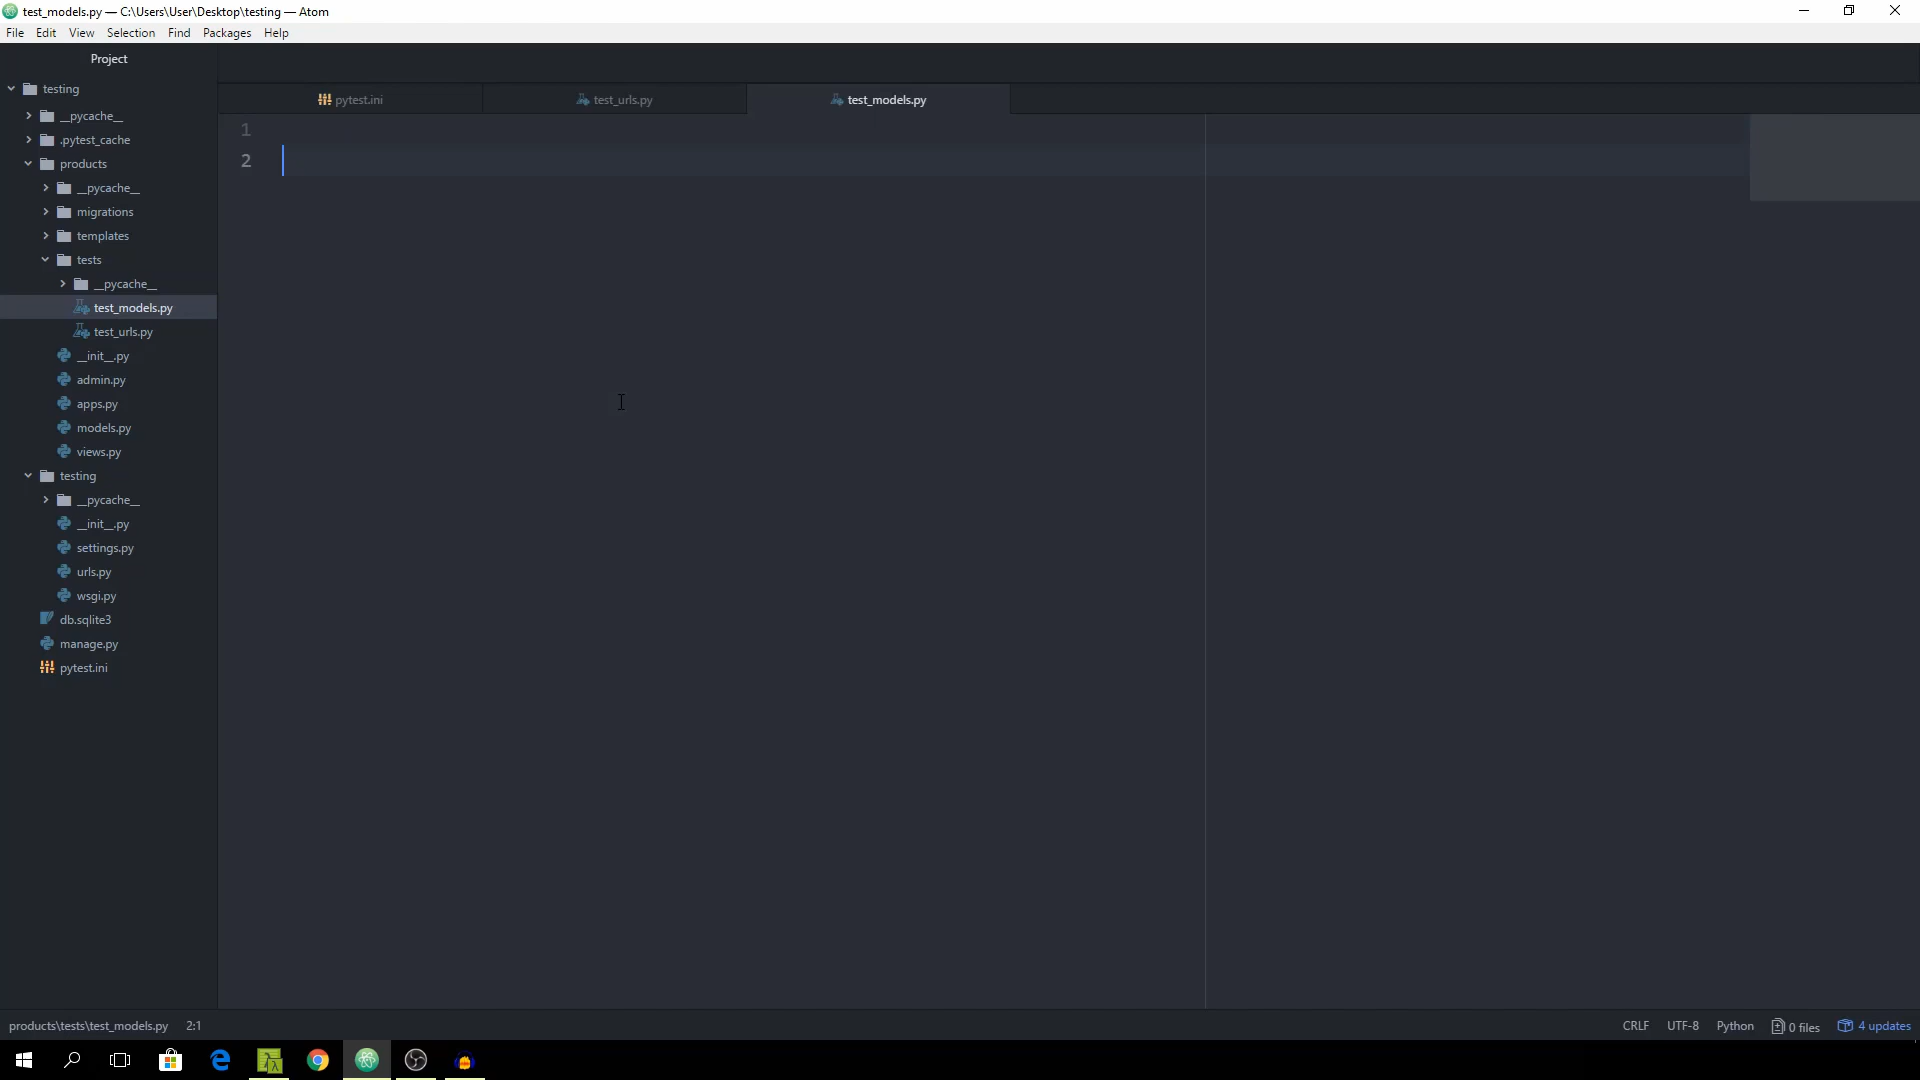 test_models.py — C:\Users\User\Desktop\testing — Atom
File Edit View Selection Find Packages Help
Project
testing
__pycache__
.pytest_cache
products
__pycache__
migrations
templates
tests
__pycache__
test_models.py
test_urls.py
__init__.py
admin.py
apps.py
models.py
views.py
testing
__pycache__
__init__.py
settings.py
urls.py
wsgi.py
db.sqlite3
manage.py
pytest.ini
pytest.ini test_urls.py test_models.py
1
2
products\tests\test_models.py 2:1 CRLF UTF-8 Python 0 files 4 updates